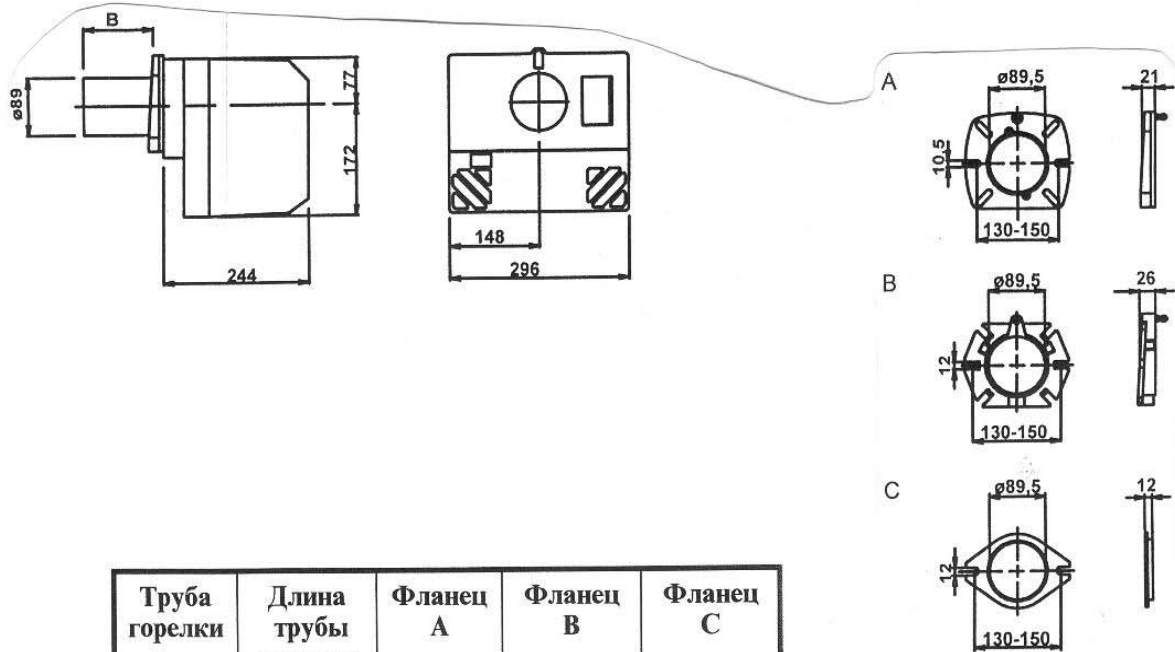 B
ø89
77
172
244
148
296
A
ø89,5
21
10,5
130-150
B
ø89,5
26
12
130-150
C
ø89,5
12
12
130-150
Труба горелки
Длина трубы
Фланец A
Фланец B
Фланец C